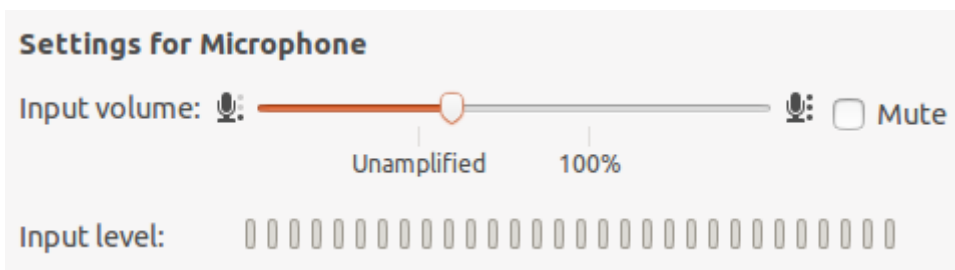 Settings for Microphone
Input volume: Mute
Unamplified 100%
Input level: